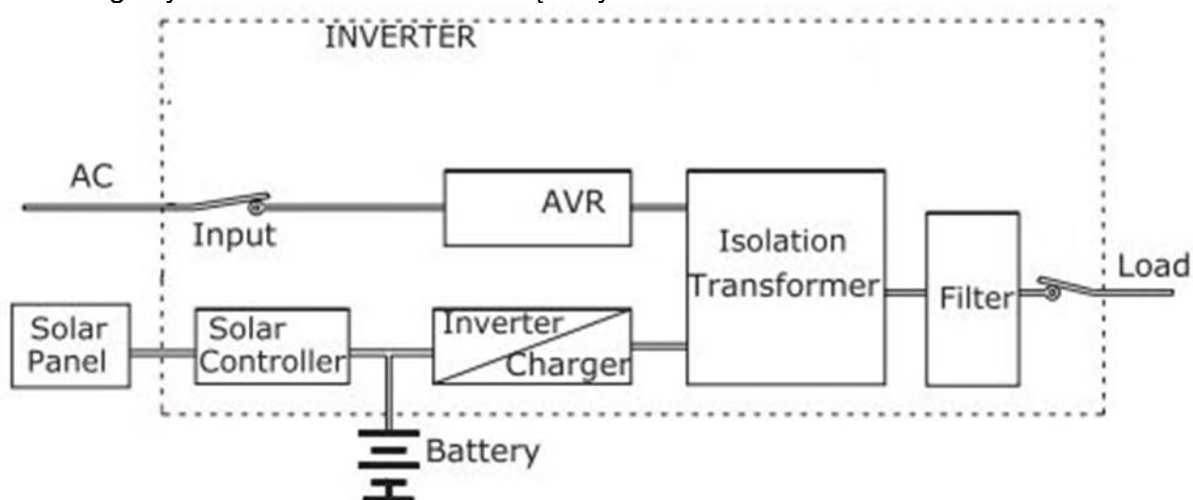 INVERTER
AC
Input
AVR
Isolation
Transformer
Filter
Load
Solar
Panel
Solar
Controller
Inverter
Charger
Battery